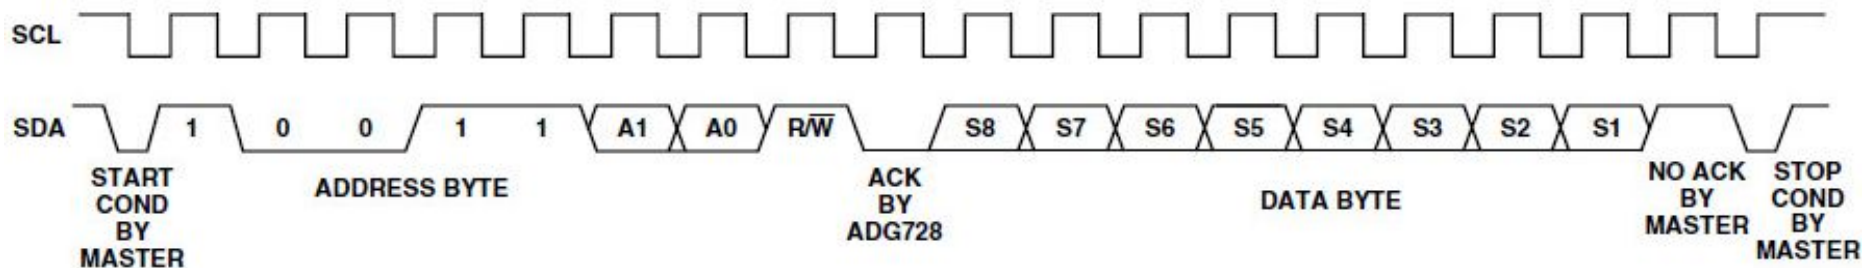 SCL
SDA 1 0 0 1 1 A1 A0 R/W̅ S8 S7 S6 S5 S4 S3 S2 S1
START
COND
BY
MASTER
ADDRESS BYTE
ACK
BY
ADG728
DATA BYTE
NO ACK
BY
MASTER
STOP
COND
BY
MASTER